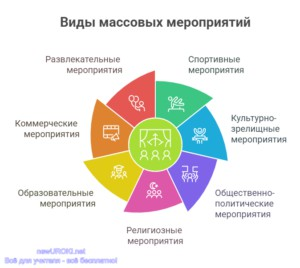 Виды массовых мероприятий
Развлекательные
мероприятия
Спортивные
мероприятия
Коммерческие
мероприятия
Культурно-
зрелищные
мероприятия
Образовательные
мероприятия
Общественно-
политические
мероприятия
Религиозные
мероприятия
newUROKI.net
Всё для учителя - всё бесплатно!